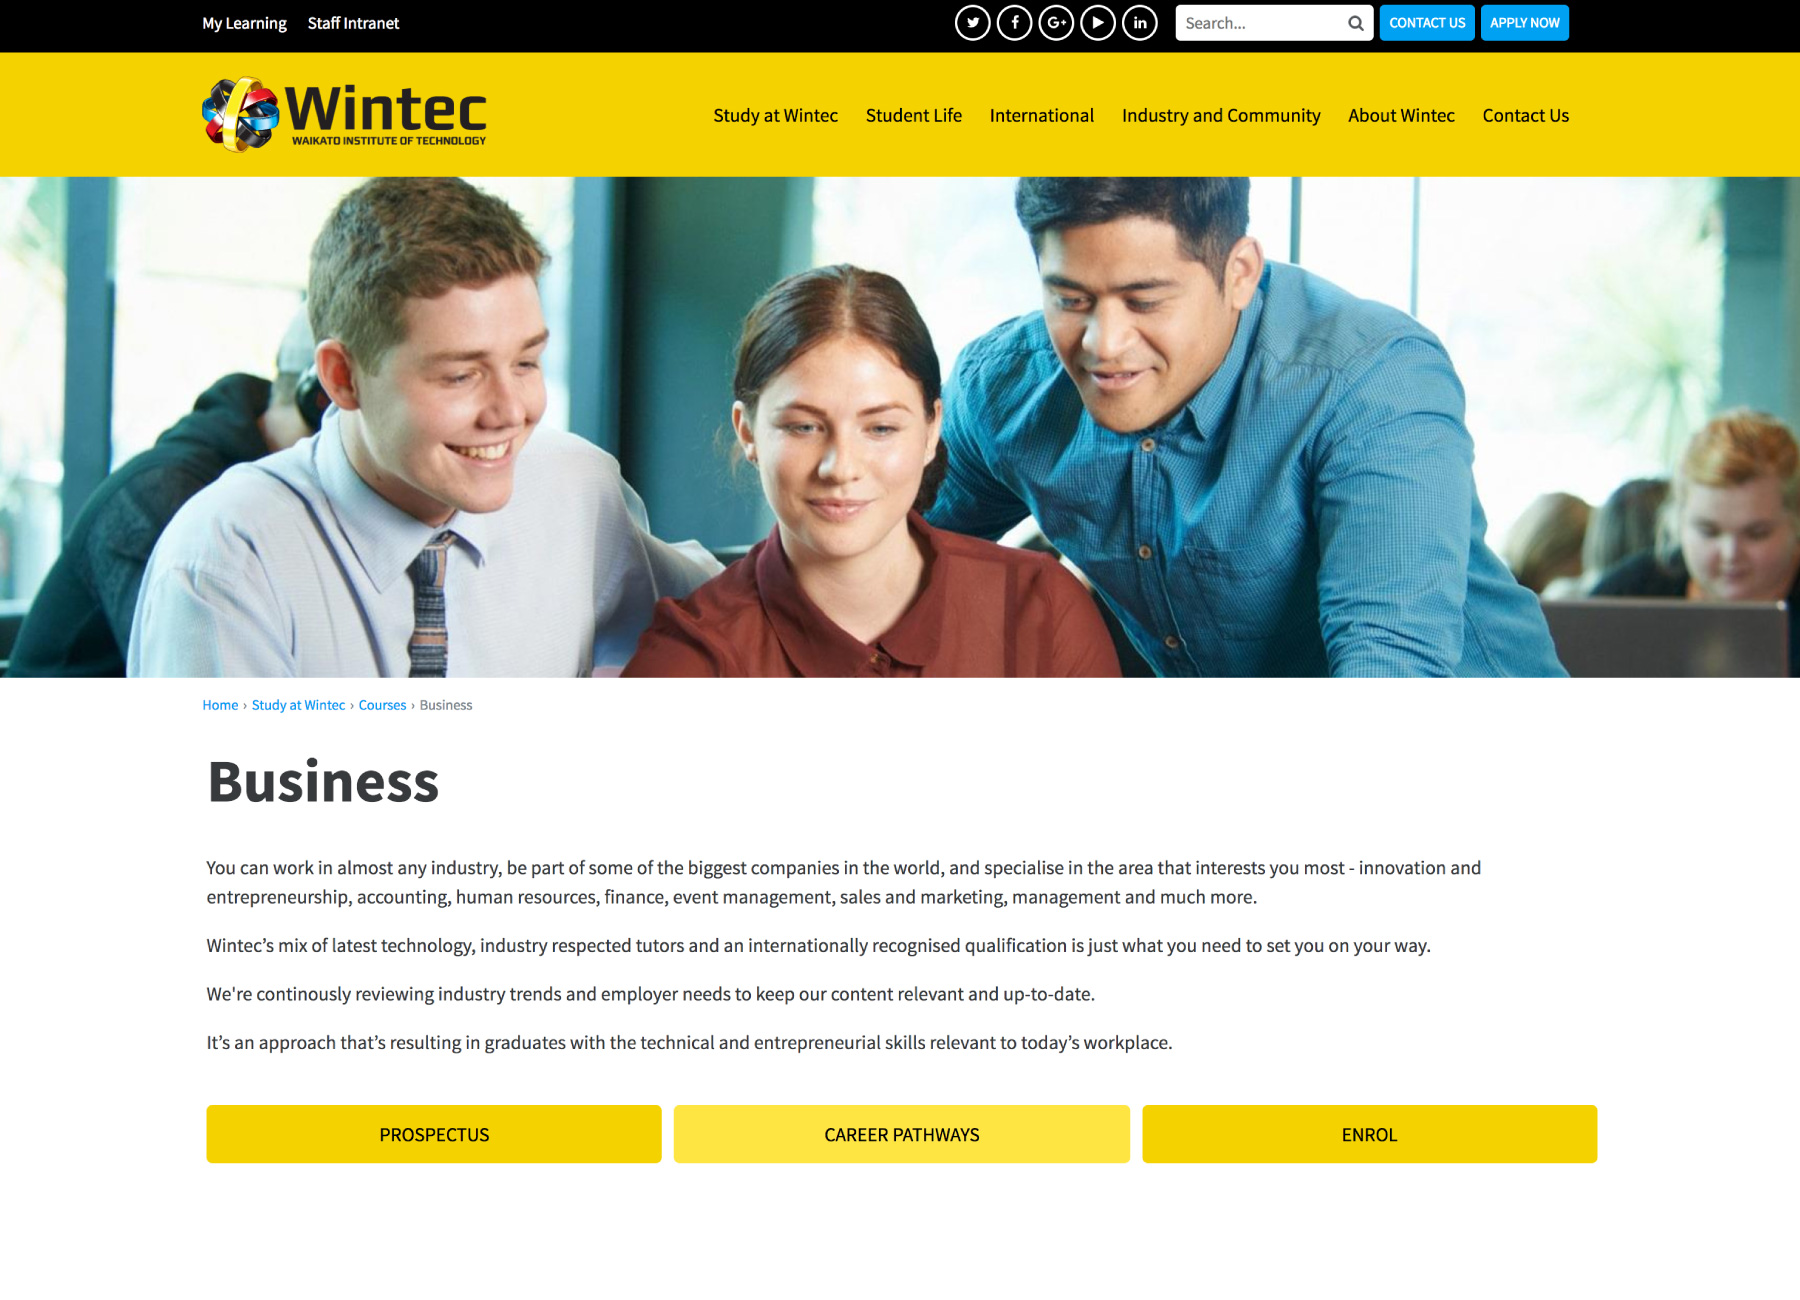 My Learning Staff Intranet
Search... CONTACT US APPLY NOW
Wintec
WAIKATO INSTITUTE OF TECHNOLOGY
Study at Wintec Student Life International Industry and Community About Wintec Contact Us
Home › Study at Wintec › Courses › Business
Business
You can work in almost any industry, be part of some of the biggest companies in the world, and specialise in the area that interests you most - innovation and
entrepreneurship, accounting, human resources, finance, event management, sales and marketing, management and much more.
Wintec’s mix of latest technology, industry respected tutors and an internationally recognised qualification is just what you need to set you on your way.
We're continously reviewing industry trends and employer needs to keep our content relevant and up-to-date.
It’s an approach that’s resulting in graduates with the technical and entrepreneurial skills relevant to today’s workplace.
PROSPECTUS CAREER PATHWAYS ENROL